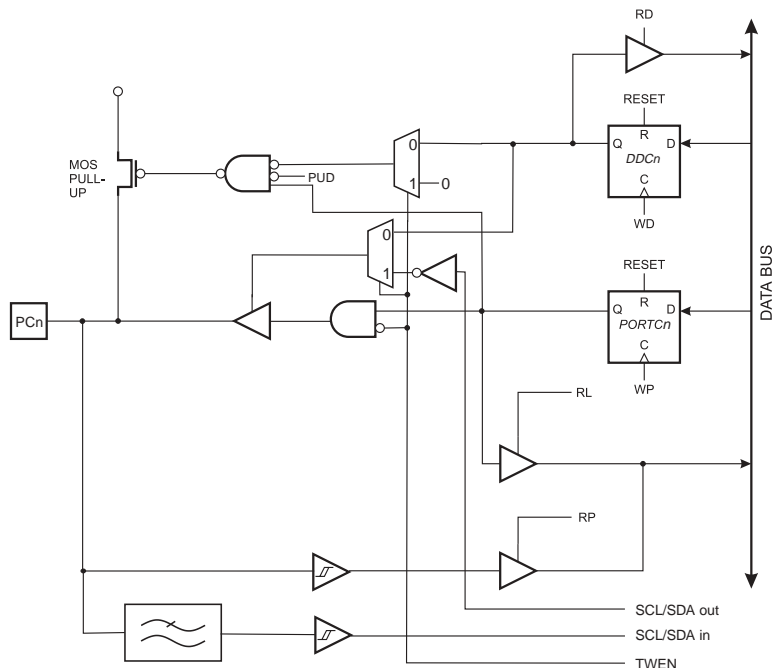 RD
RESET
R
Q
D
DDCn
C
WD
MOS
PULL-
UP
PUD
0
1
0
0
1
RESET
R
Q
D
PORTCn
C
WP
PCn
DATA BUS
RL
RP
SCL/SDA out
SCL/SDA in
TWEN